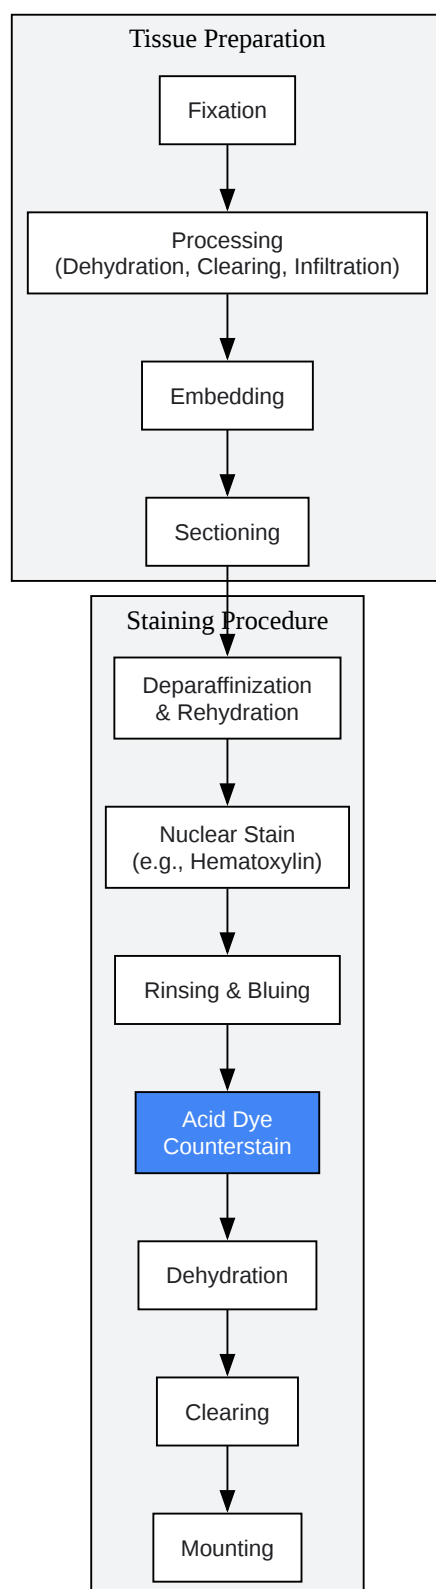 Tissue Preparation
Fixation
Processing
(Dehydration, Clearing, Infiltration)
Embedding
Sectioning
Staining Procedure
Deparaffinization
& Rehydration
Nuclear Stain
(e.g., Hematoxylin)
Rinsing & Bluing
Acid Dye
Counterstain
Dehydration
Clearing
Mounting